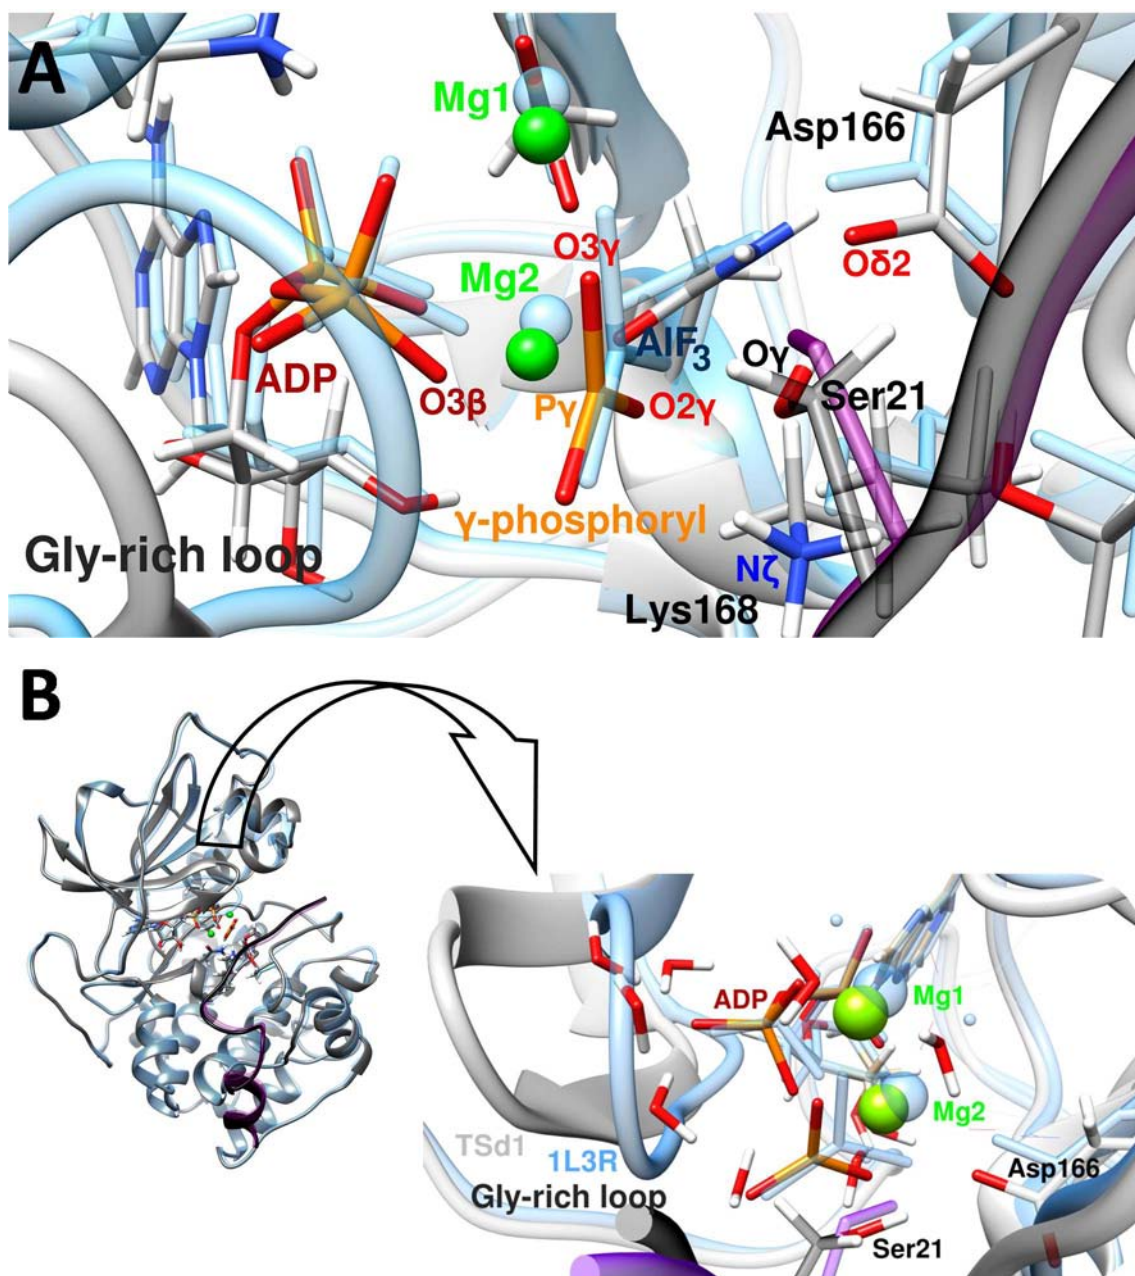 A
Mg1
Asp166
O3γ
Mg2
Oδ2
AlF3
Oγ
ADP
Ser21
O3β
Pγ
O2γ
γ-phosphoryl
Gly-rich loop
Nζ
Lys168
B
ADP
Mg1
Mg2
TSd1
1L3R
Asp166
Gly-rich loop
Ser21